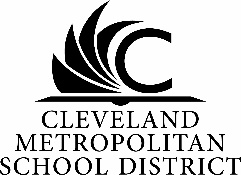 CLEVELAND
METROPOLITAN
SCHOOL DISTRICT